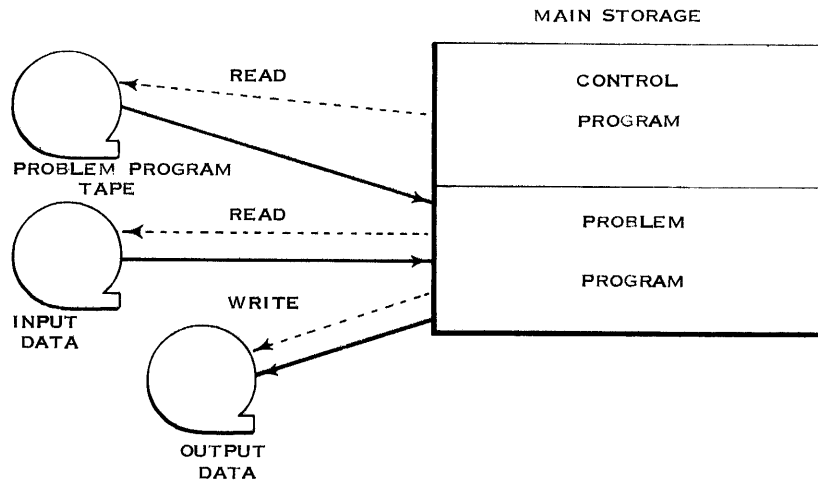 MAIN STORAGE
READ
CONTROL
PROGRAM
PROBLEM PROGRAM
TAPE
READ
PROBLEM
PROGRAM
WRITE
INPUT
DATA
OUTPUT
DATA